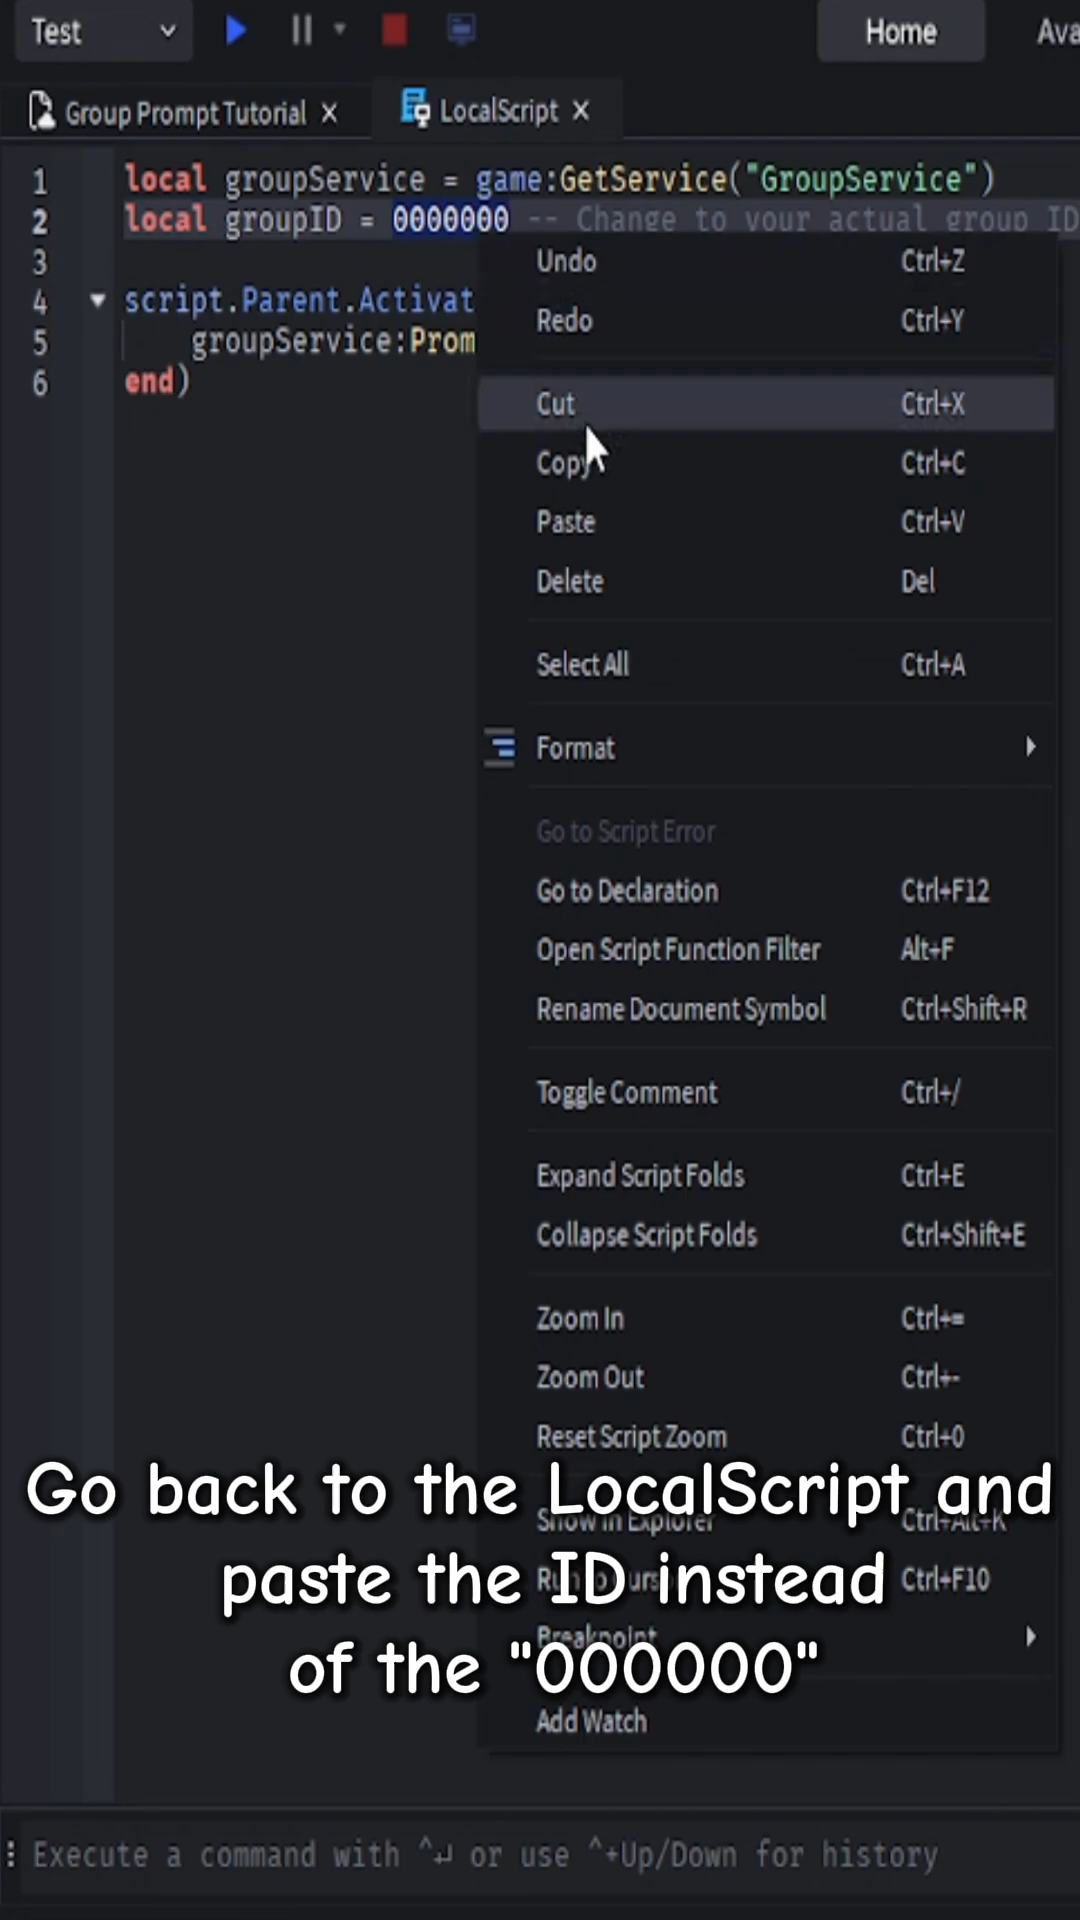 Test
Home
Ava
Group Prompt Tutorial
LocalScript
1 local groupService = game:GetService("GroupService")
2 local groupID = 0000000 -- Change to your actual group ID
3
4 script.Parent.Activat
5 groupService:Prom
6 end)
Undo Ctrl+Z
Redo Ctrl+Y
Cut Ctrl+X
Copy Ctrl+C
Paste Ctrl+V
Delete Del
Select All Ctrl+A
Format
Go to Script Error
Go to Declaration Ctrl+F12
Open Script Function Filter Alt+F
Rename Document Symbol Ctrl+Shift+R
Toggle Comment Ctrl+/
Expand Script Folds Ctrl+E
Collapse Script Folds Ctrl+Shift+E
Zoom In Ctrl+=
Zoom Out Ctrl+-
Reset Script Zoom Ctrl+0
Go back to the LocalScript and
Show in Explorer Ctrl+Alt+K
paste the ID instead
Ctrl+F10
of the "000000"
Breakpoint
Add Watch
Execute a command with ^↵ or use ^+Up/Down for history